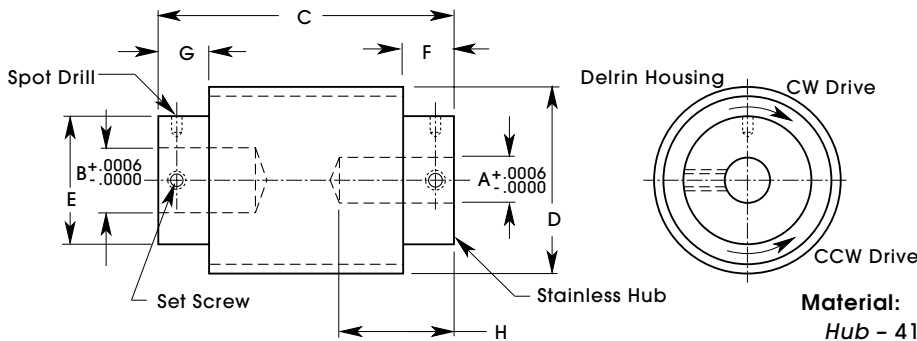 C
G
F
Spot Drill
Delrin Housing
CW Drive
B+.0006
-.0000
A+.0006
-.0000
E
D
CCW Drive
Set Screw
Stainless Hub
H
Material:
Hub – 41